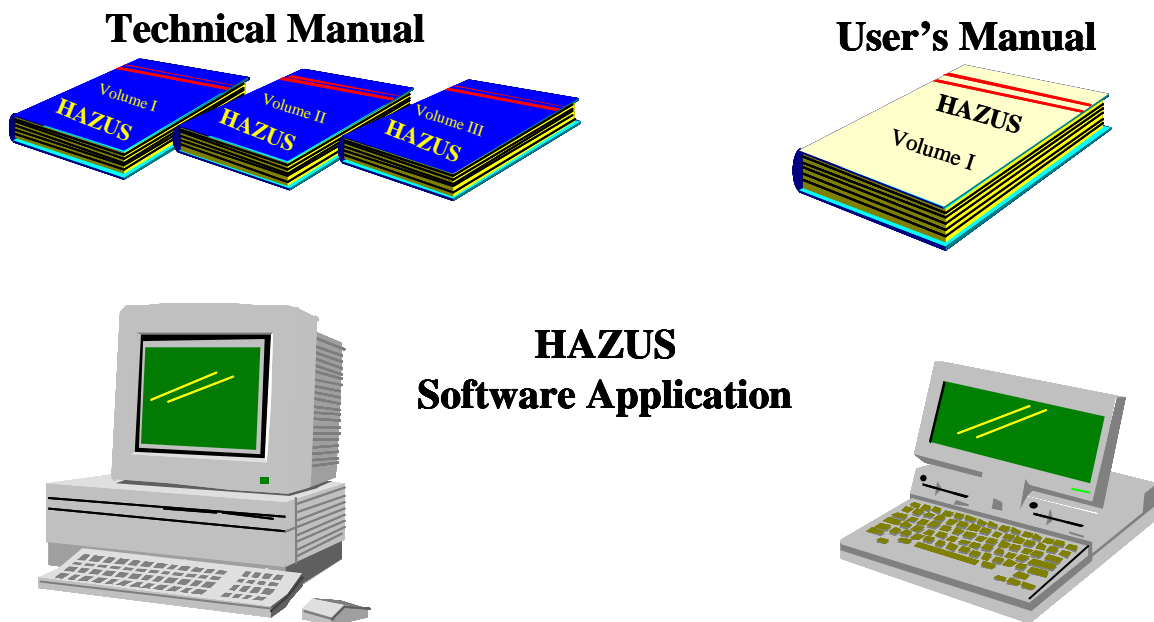 Technical Manual
User’s Manual
Volume I
HAZUS
Volume II
HAZUS
Volume III
HAZUS
HAZUS
Volume I
HAZUS
Software Application